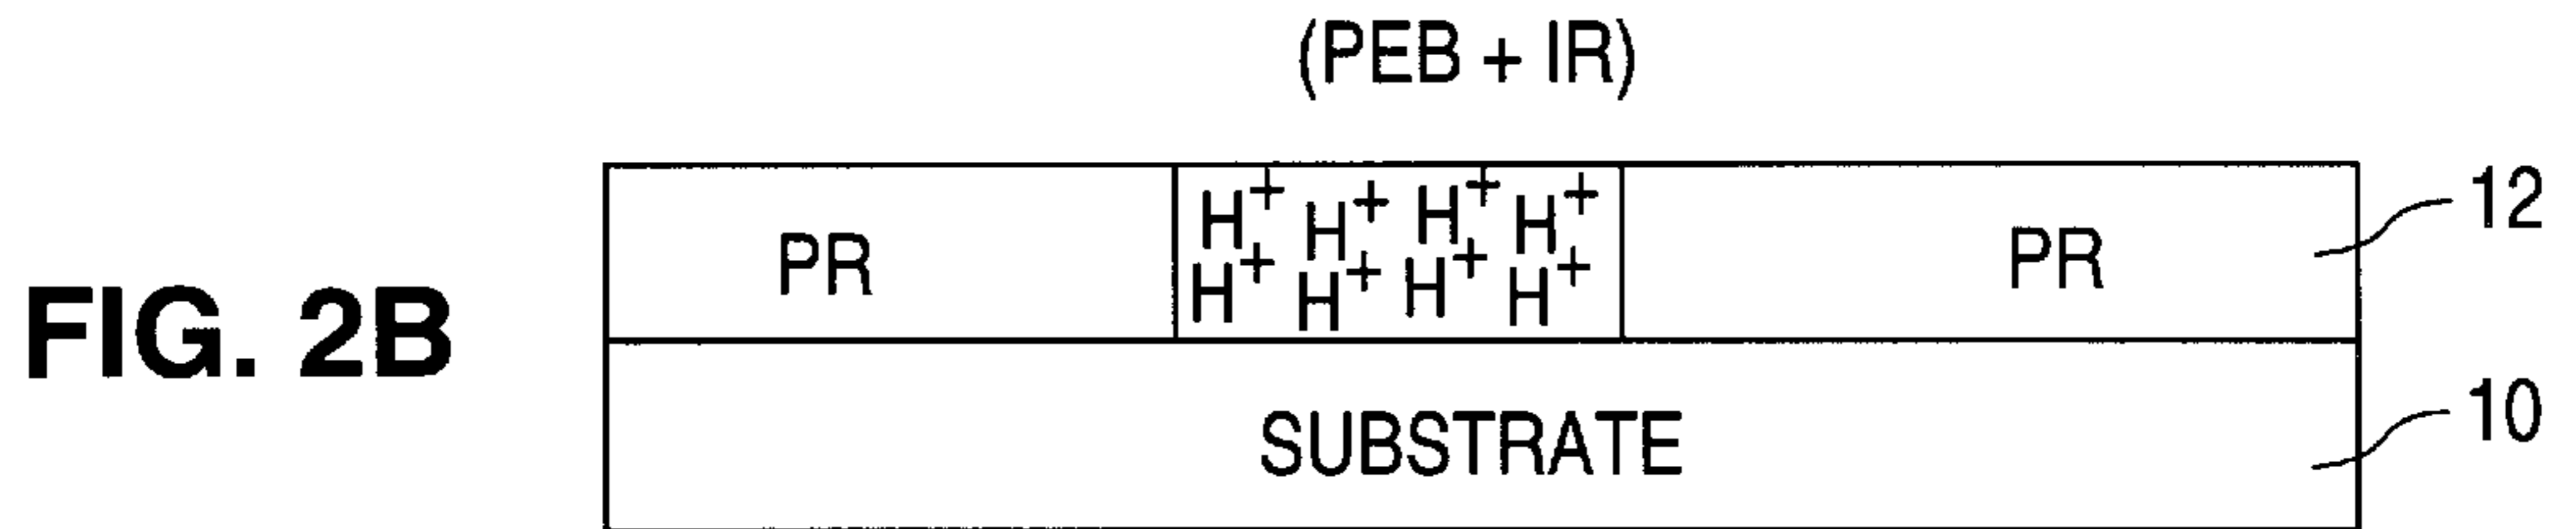 (PEB + IR)
PR H+ H+ H+ H+ PR 12
H+ H+ H+ H+
FIG. 2B
SUBSTRATE 10